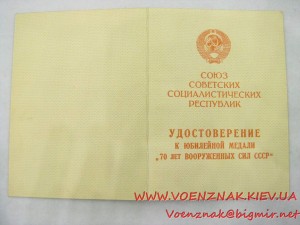 СОЮЗ
СОВЕТСКИХ
СОЦИАЛИСТИЧЕСКИХ
РЕСПУБЛИК
УДОСТОВЕРЕНИЕ
К ЮБИЛЕЙНОЙ МЕДАЛИ
„70 ЛЕТ ВООРУЖЕННЫХ СИЛ СССР“
WWW.VOENZNAK.KIEV.UA
Voenznak@bigmir.net